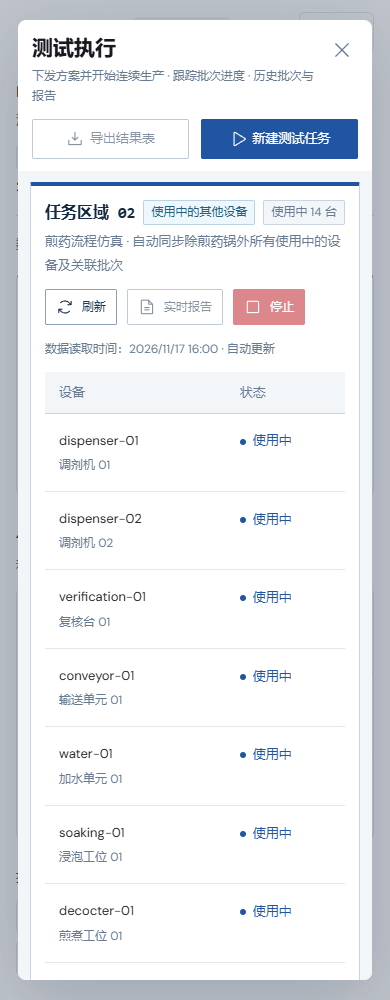 测试执行
下发方案并开始连续生产 · 跟踪批次进度 · 历史批次与
报告
导出结果表
新建测试任务
任务区域 02 使用中的其他设备 使用中 14 台
煎药流程仿真 · 自动同步除煎药锅外所有使用中的设
备及关联批次
刷新 实时报告 停止
数据读取时间：2026/11/17 16:00 · 自动更新
设备 状态
dispenser-01 使用中
调剂机 01
dispenser-02 使用中
调剂机 02
verification-01 使用中
复核台 01
conveyor-01 使用中
输送单元 01
water-01 使用中
加水单元 01
soaking-01 使用中
浸泡工位 01
decocter-01 使用中
煎煮工位 01